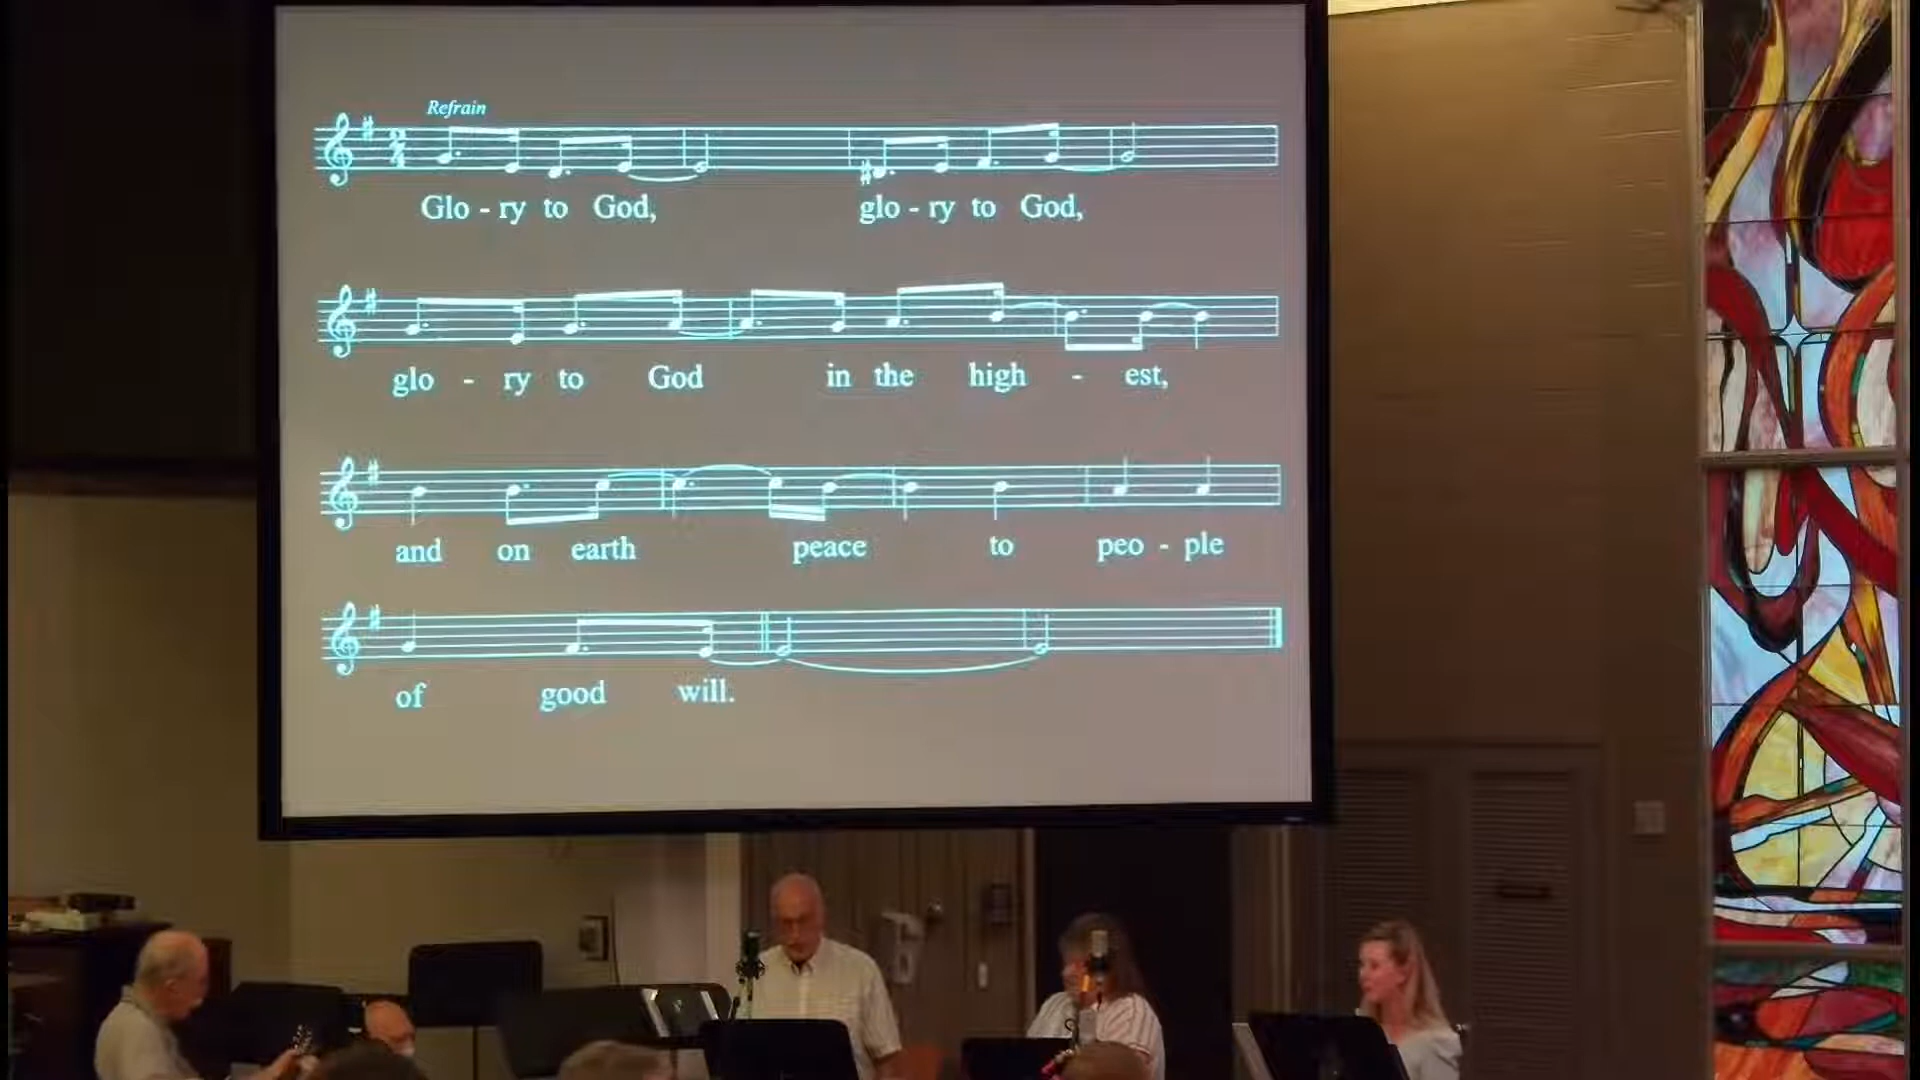 Refrain
Glo - ry to God, glo - ry to God,
glo - ry to God in the high - est,
and on earth peace to peo - ple
of good will.